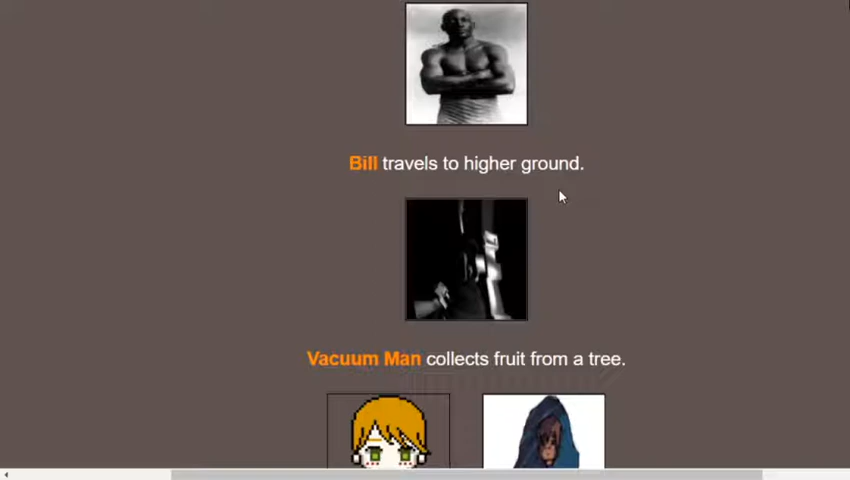 Bill travels to higher ground.
Vacuum Man collects fruit from a tree.